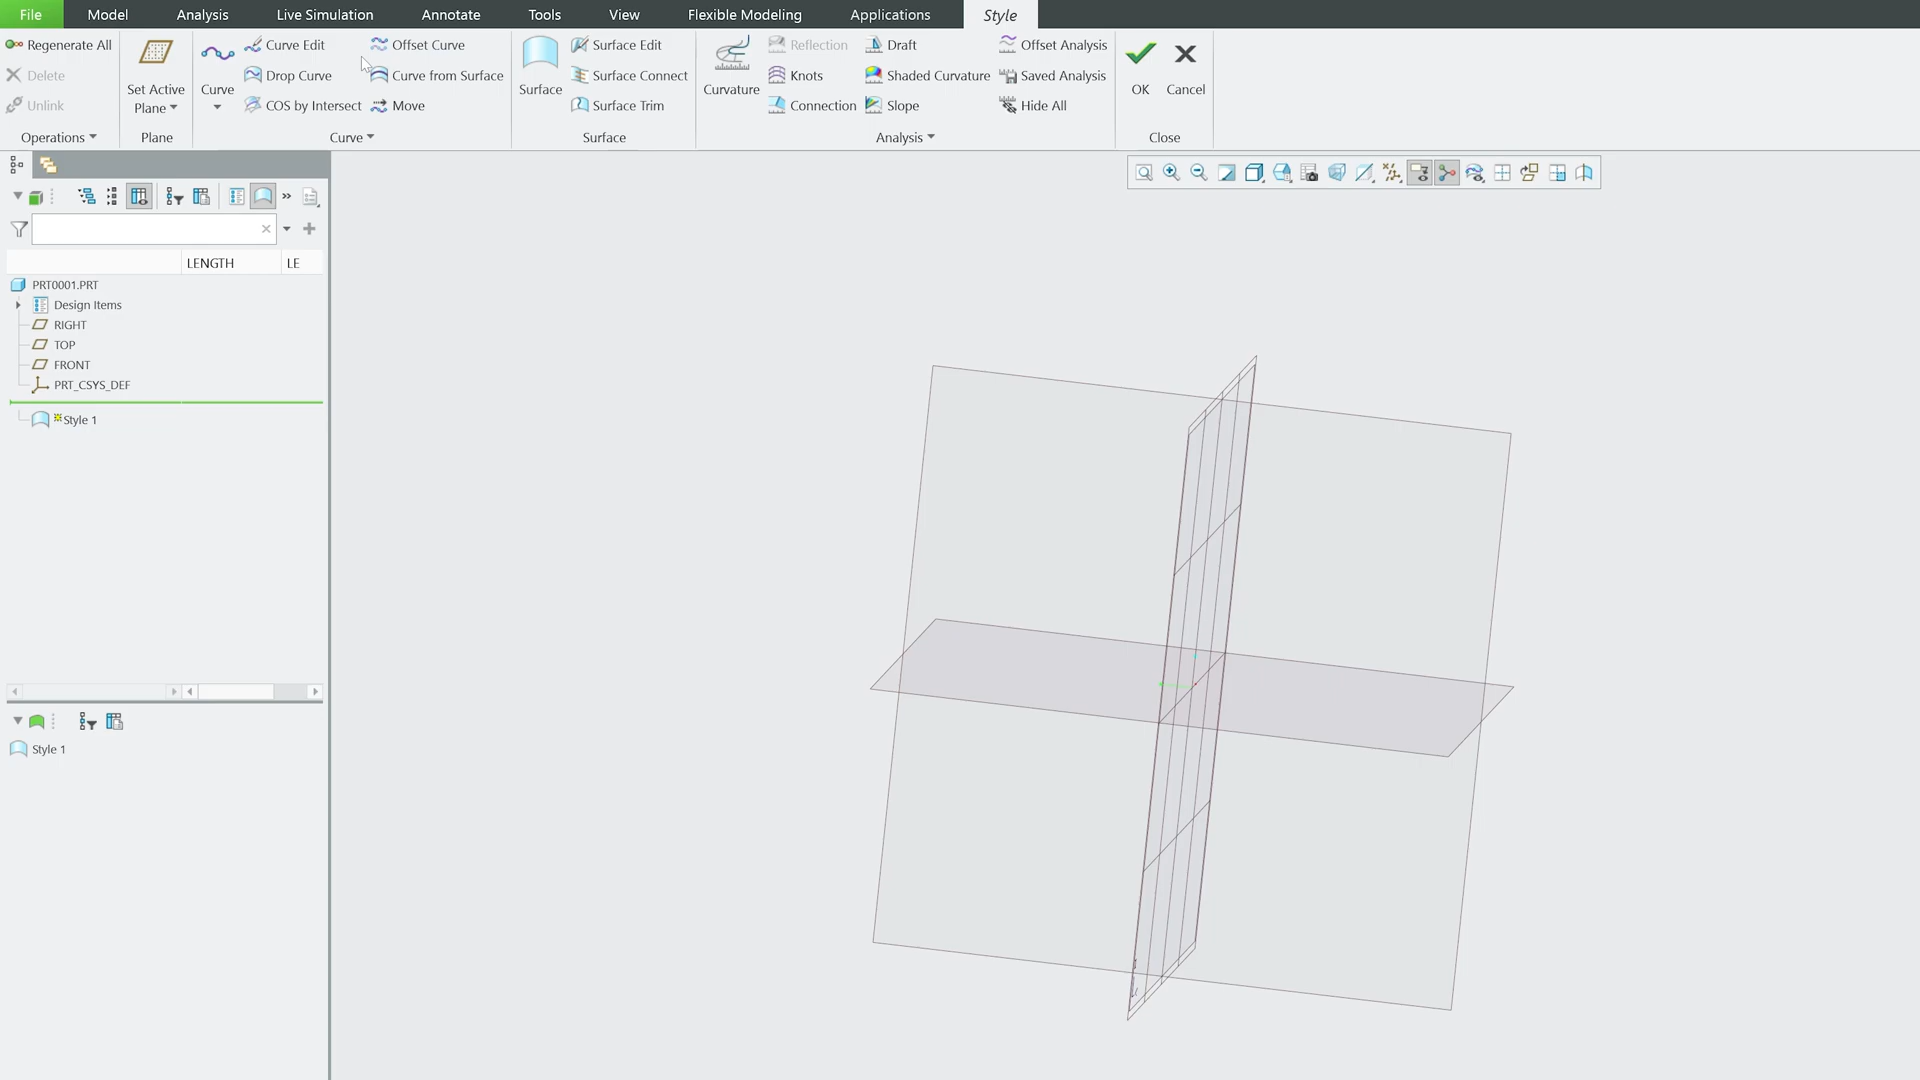 File Model Analysis Live Simulation Annotate Tools View Flexible Modeling Applications Style
Regenerate All
Delete
Unlink
Operations
Set Active
Plane
Plane
Curve
Curve Edit
Drop Curve
COS by Intersect
Offset Curve
Curve from Surface
Move
Curve
Surface
Surface Edit
Surface Connect
Surface Trim
Surface
Curvature
Reflection
Knots
Connection
Draft
Shaded Curvature
Slope
Offset Analysis
Saved Analysis
Hide All
Analysis
OK
Cancel
Close
LENGTH LE
PRT0001.PRT
Design Items
RIGHT
TOP
FRONT
PRT_CSYS_DEF
Style 1
Style 1